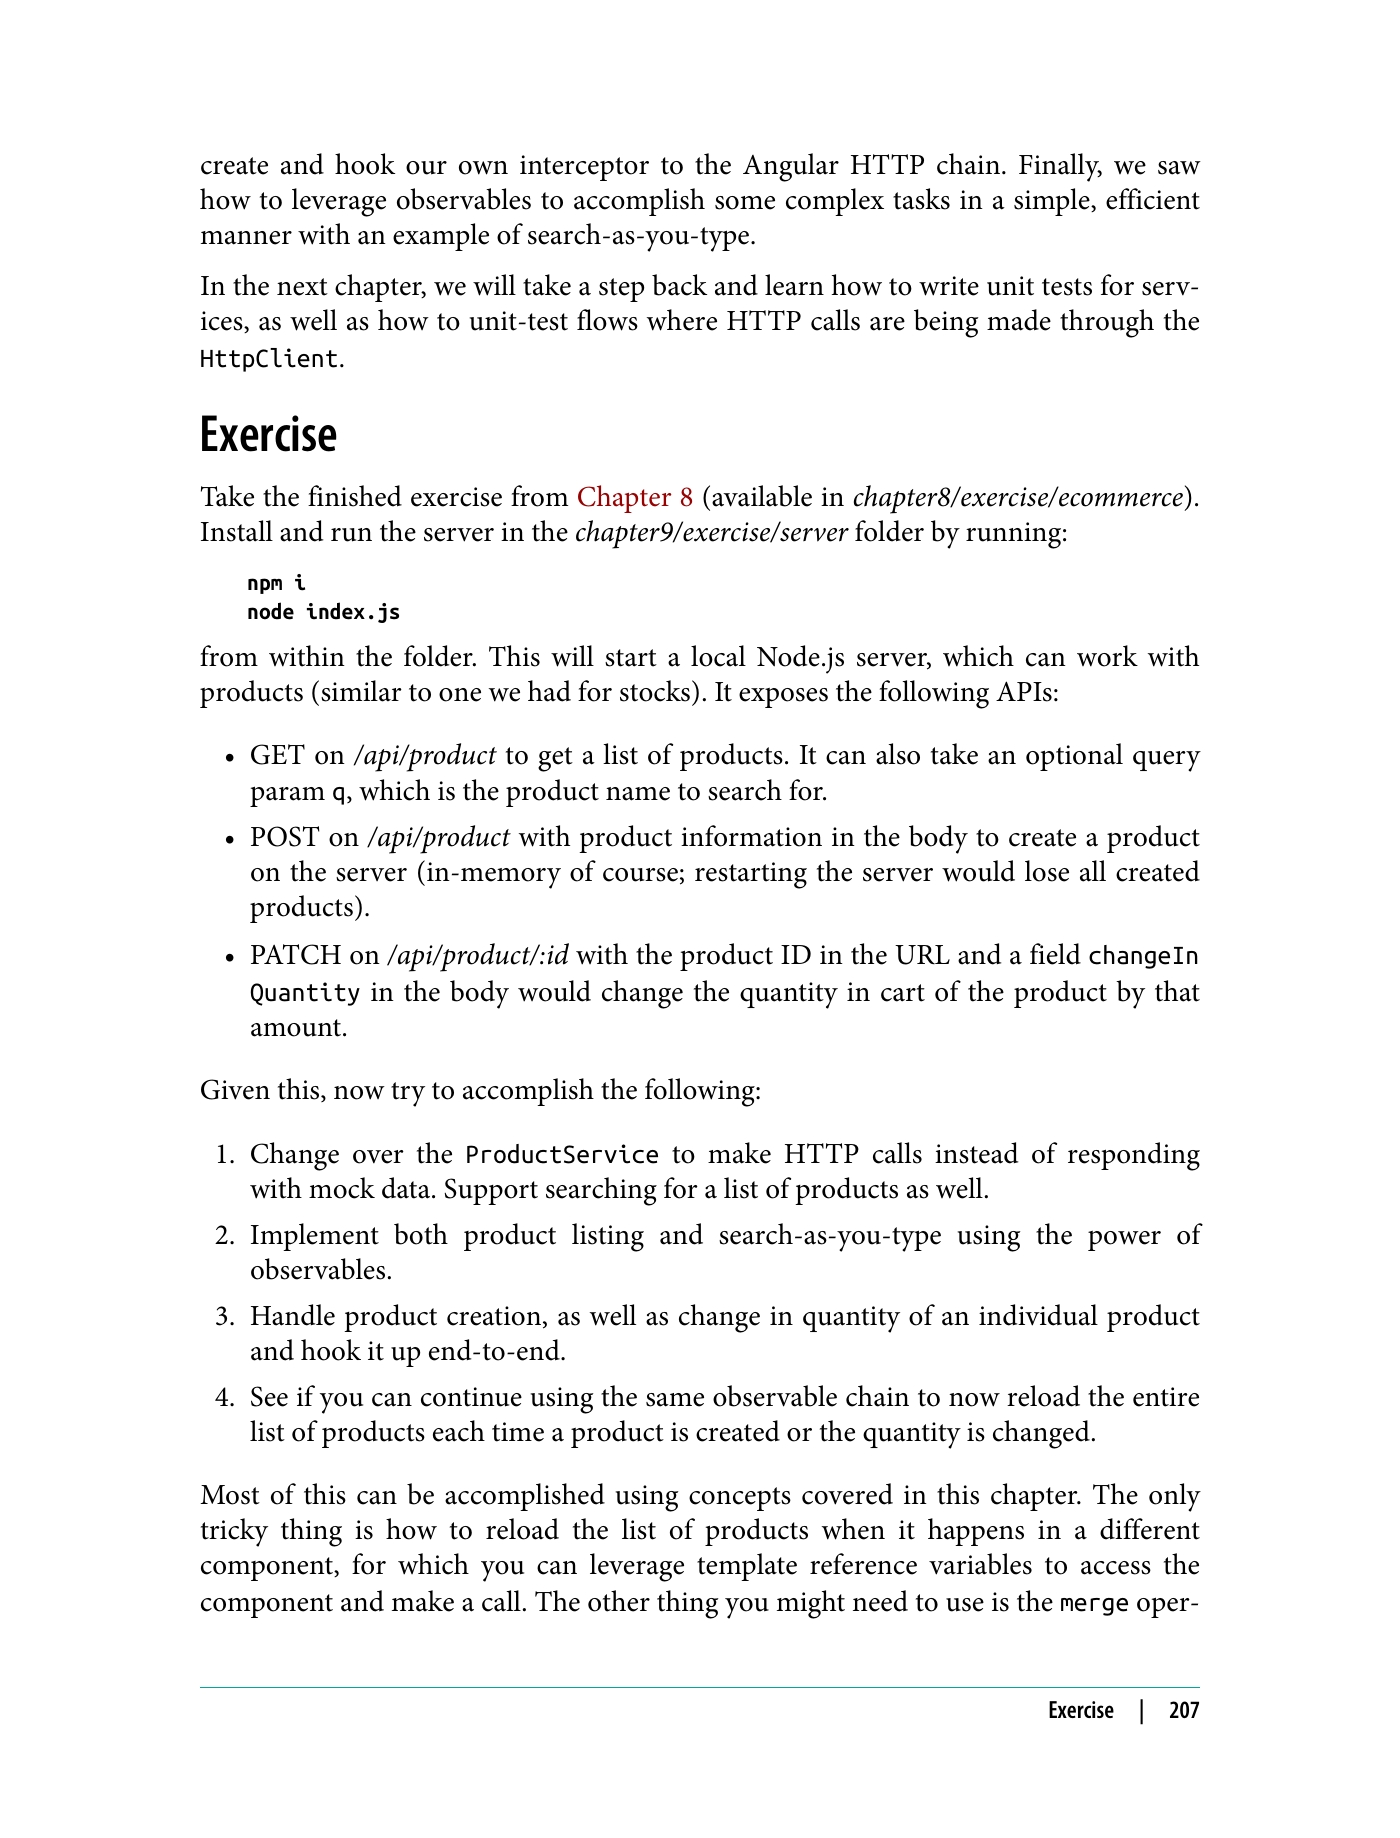 create and hook our own interceptor to the Angular HTTP chain. Finally, we saw
how to leverage observables to accomplish some complex tasks in a simple, efficient
manner with an example of search-as-you-type.
In the next chapter, we will take a step back and learn how to write unit tests for serv-
ices, as well as how to unit-test flows where HTTP calls are being made through the
HttpClient.
Exercise
Take the finished exercise from Chapter 8 (available in chapter8/exercise/ecommerce).
Install and run the server in the chapter9/exercise/server folder by running:
npm i
node index.js
from within the folder. This will start a local Node.js server, which can work with
products (similar to one we had for stocks). It exposes the following APIs:
• GET on /api/product to get a list of products. It can also take an optional query
param q, which is the product name to search for.
• POST on /api/product with product information in the body to create a product
on the server (in-memory of course; restarting the server would lose all created
products).
• PATCH on /api/product/:id with the product ID in the URL and a field changeIn
Quantity in the body would change the quantity in cart of the product by that
amount.
Given this, now try to accomplish the following:
1. Change over the ProductService to make HTTP calls instead of responding
with mock data. Support searching for a list of products as well.
2. Implement both product listing and search-as-you-type using the power of
observables.
3. Handle product creation, as well as change in quantity of an individual product
and hook it up end-to-end.
4. See if you can continue using the same observable chain to now reload the entire
list of products each time a product is created or the quantity is changed.
Most of this can be accomplished using concepts covered in this chapter. The only
tricky thing is how to reload the list of products when it happens in a different
component, for which you can leverage template reference variables to access the
component and make a call. The other thing you might need to use is the merge oper-
Exercise | 207